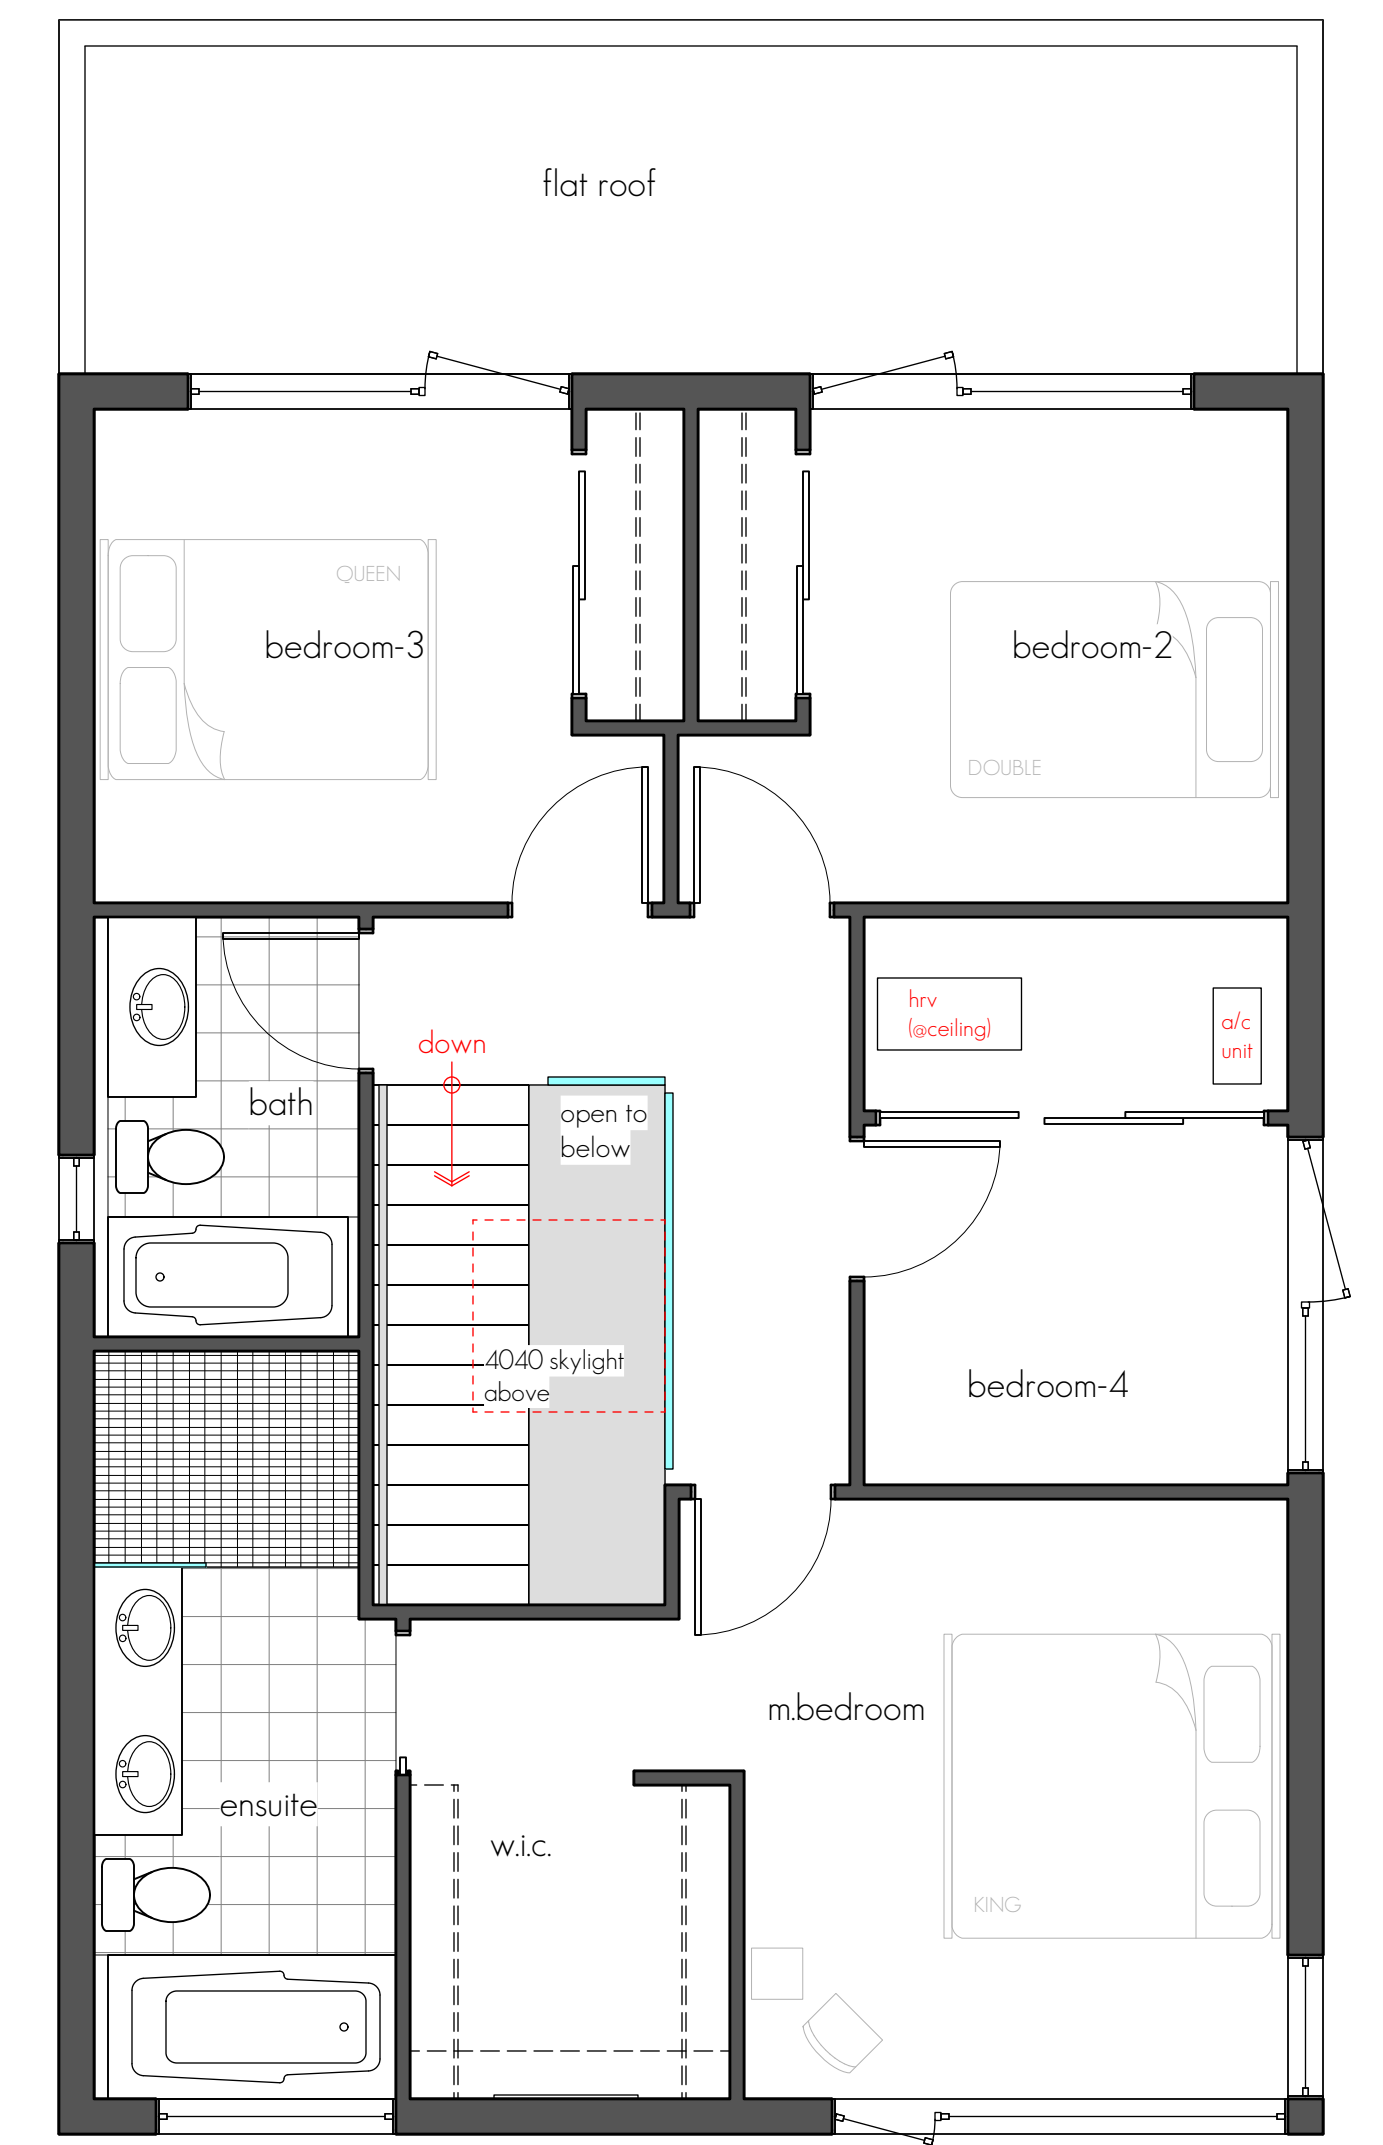 flat roof
QUEEN
bedroom-3
bedroom-2
DOUBLE
hrv
(@ceiling)
a/c
unit
down
bath
open to
below
4040 skylight
above
bedroom-4
m.bedroom
ensuite
w.i.c.
KING